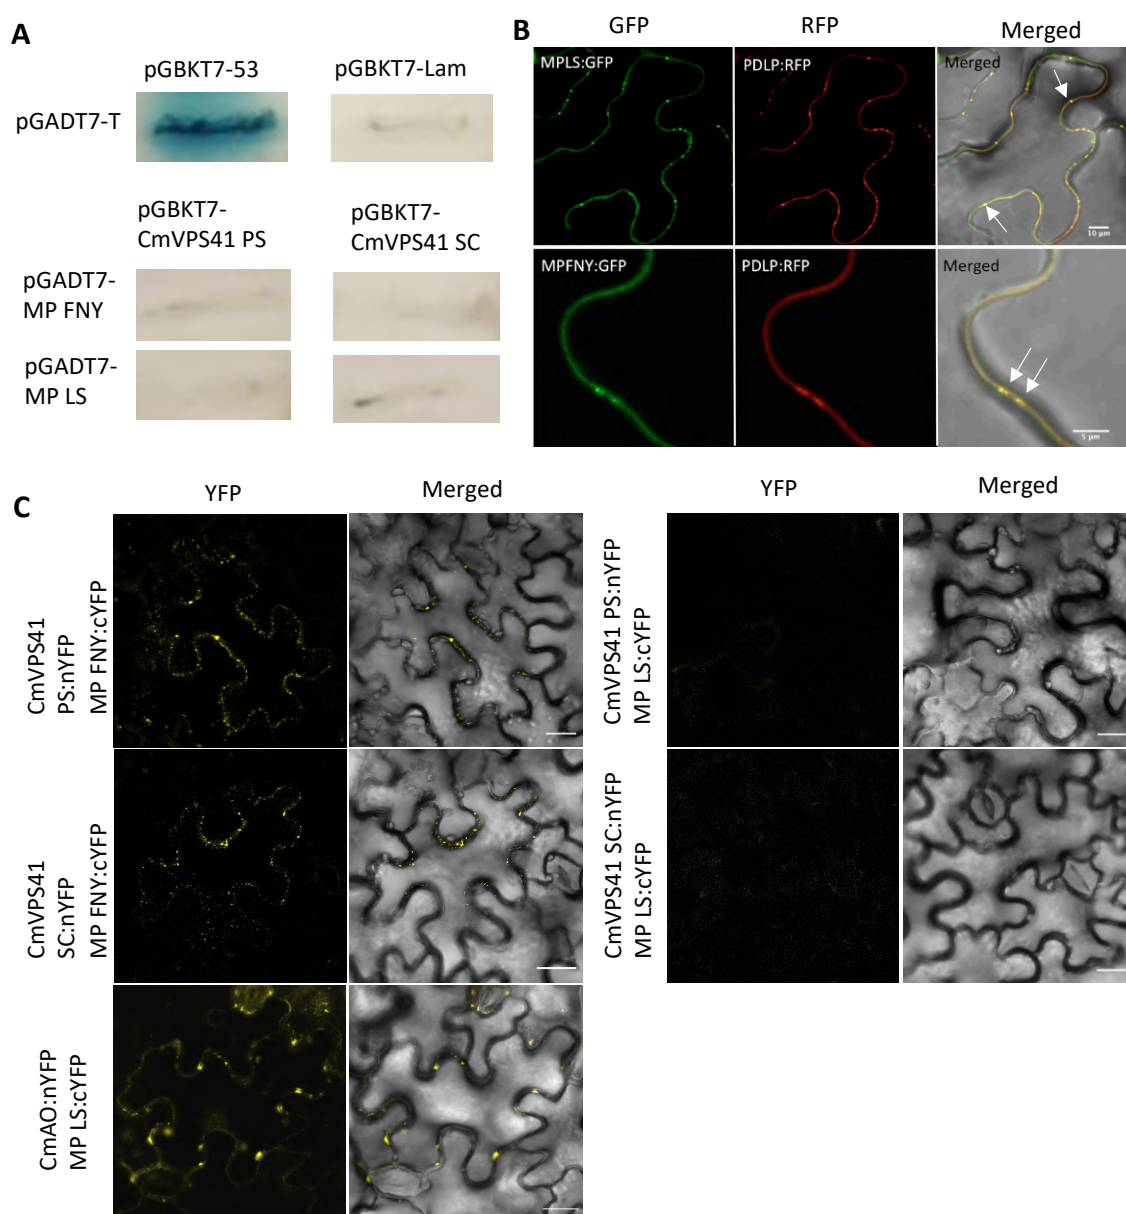 A
pGBKT7-53
pGBKT7-Lam
pGADT7-T
pGBKT7-
CmVPS41 PS
pGBKT7-
CmVPS41 SC
pGADT7-
MP FNY
pGADT7-
MP LS
B
GFP
RFP
Merged
MPLS:GFP
PDLP:RFP
Merged
10 µm
MPFNY:GFP
PDLP:RFP
Merged
5 µm
C
YFP
Merged
YFP
Merged
CmVPS41
PS:nYFP
MP FNY:cYFP
CmVPS41 PS:nYFP
MP LS:cYFP
CmVPS41
SC:nYFP
MP FNY:cYFP
CmVPS41 SC:nYFP
MP LS:cYFP
CmAO:nYFP
MP LS:cYFP